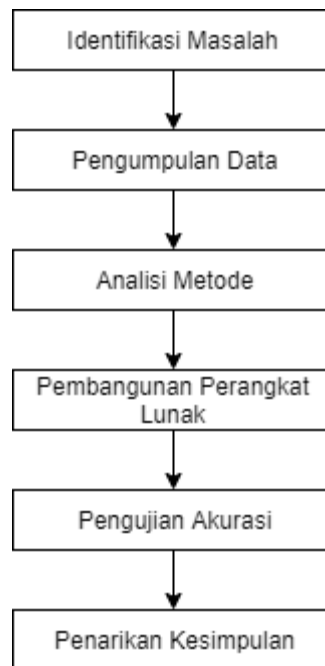 Identifikasi Masalah
Pengumpulan Data
Analisi Metode
Pembangunan Perangkat
Lunak
Pengujian Akurasi
Penarikan Kesimpulan